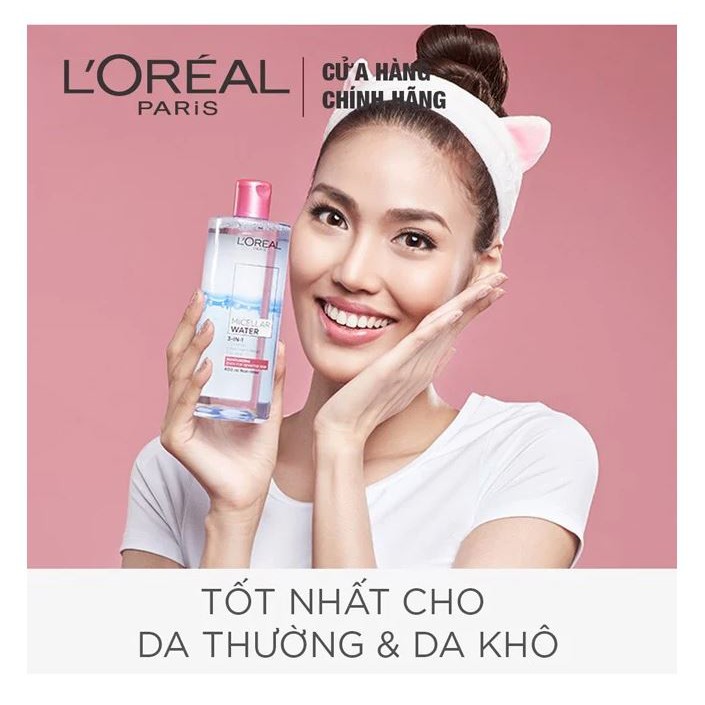 L'ORÉAL
PARiS
CỬA HÀNG
CHÍNH HÃNG
L'ORÉAL
PARIS
MICELLAR
WATER
3-IN-1
TỐT NHẤT CHO
DA THƯỜNG & DA KHÔ